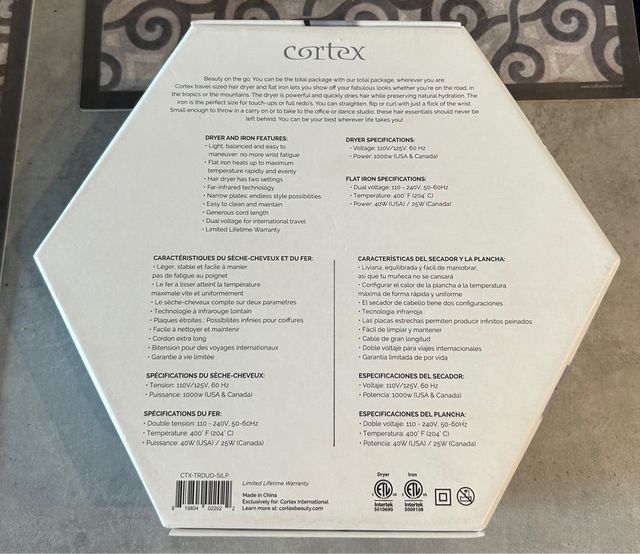 cortex
Beauty on the go. You can be the total package with our total package, wherever you are.
Cortex travel-sized hair dryer and flat iron lets you show off your fabulous looks whether you're on the road, in
the tropics or the mountains. The dryer is powerful and quickly dries hair while preserving natural hydration. The
iron is the perfect size for touch-ups or full redo's. You can straighten, flip or curl with just a flick of the wrist.
Small enough to throw in a carry on or to take to the office or dance studio, these hair essentials should never be
left behind. You can be your best wherever life takes you!
DRYER AND IRON FEATURES:
• Light, balanced and easy to
maneuver: no more wrist fatigue
• Flat iron heats up to maximum
temperature rapidly and evenly
• Hair dryer has two settings
• Far-infrared technology
• Narrow plates: endless style possibilities
• Easy to clean and maintain
• Generous cord length
• Dual voltage for international travel
• Limited Lifetime Warranty
DRYER SPECIFICATIONS:
• Voltage: 110V/125V, 60 Hz
• Power: 1000w (USA & Canada)
FLAT IRON SPECIFICATIONS:
• Dual voltage: 110 - 240V, 50-60Hz
• Temperature: 400° F (204° C)
• Power: 40W (USA) / 25W (Canada)
CARACTÉRISTIQUES DU SÈCHE-CHEVEUX ET DU FER:
• Léger, stable et facile à manier
pas de fatigue au poignet
• Le fer à lisser atteint la température
maximale vite et uniformément
• Le sèche-cheveux compte sur deux paramètres
• Technologie à infrarouge lointain
• Plaques étroites : Possibilités infinies pour coiffures
• Facile à nettoyer et maintenir
• Cordon extra long
• Bitension pour des voyages internationaux
• Garantie à vie limitée
SPÉCIFICATIONS DU SÈCHE-CHEVEUX:
• Tension: 110V/125V, 60 Hz
• Puissance: 1000w (USA & Canada)
SPÉCIFICATIONS DU FER:
• Double tension: 110 - 240V, 50-60Hz
• Température: 400° F (204° C)
• Puissance: 40W (USA) / 25W (Canada)
CARACTERÍSTICAS DEL SECADOR Y LA PLANCHA:
• Liviana, equilibrada y fácil de maniobrar,
así que tu muñeca no se cansará
• Configurar el calor de la plancha a la temperatura
máxima de forma rápida y uniforme
• El secador de cabello tiene dos configuraciones
• Tecnología infrarroja
• Las placas estrechas permiten producir infinitos peinados
• Fácil de limpiar y mantener
• Cable de gran longitud
• Doble voltaje para viajes internacionales
• Garantía limitada de por vida
ESPECIFICACIONES DEL SECADOR:
• Voltaje: 110V/125V, 60 Hz
• Potencia: 1000w (USA & Canada)
ESPECIFICACIONES DEL PLANCHA:
• Doble voltaje: 110 - 240V, 50-60Hz
• Temperatura: 400° F (204° C)
• Potencia: 40W (USA) / 25W (Canada)
CTX-TRDUO-SILP
8 19804 02202 2
Limited Lifetime Warranty
Made in China
Exclusively for: Cortex International
Learn more at: cortexbeauty.com
Dryer
ETL
Intertek
5010690
Iron
ETL
Intertek
5009108